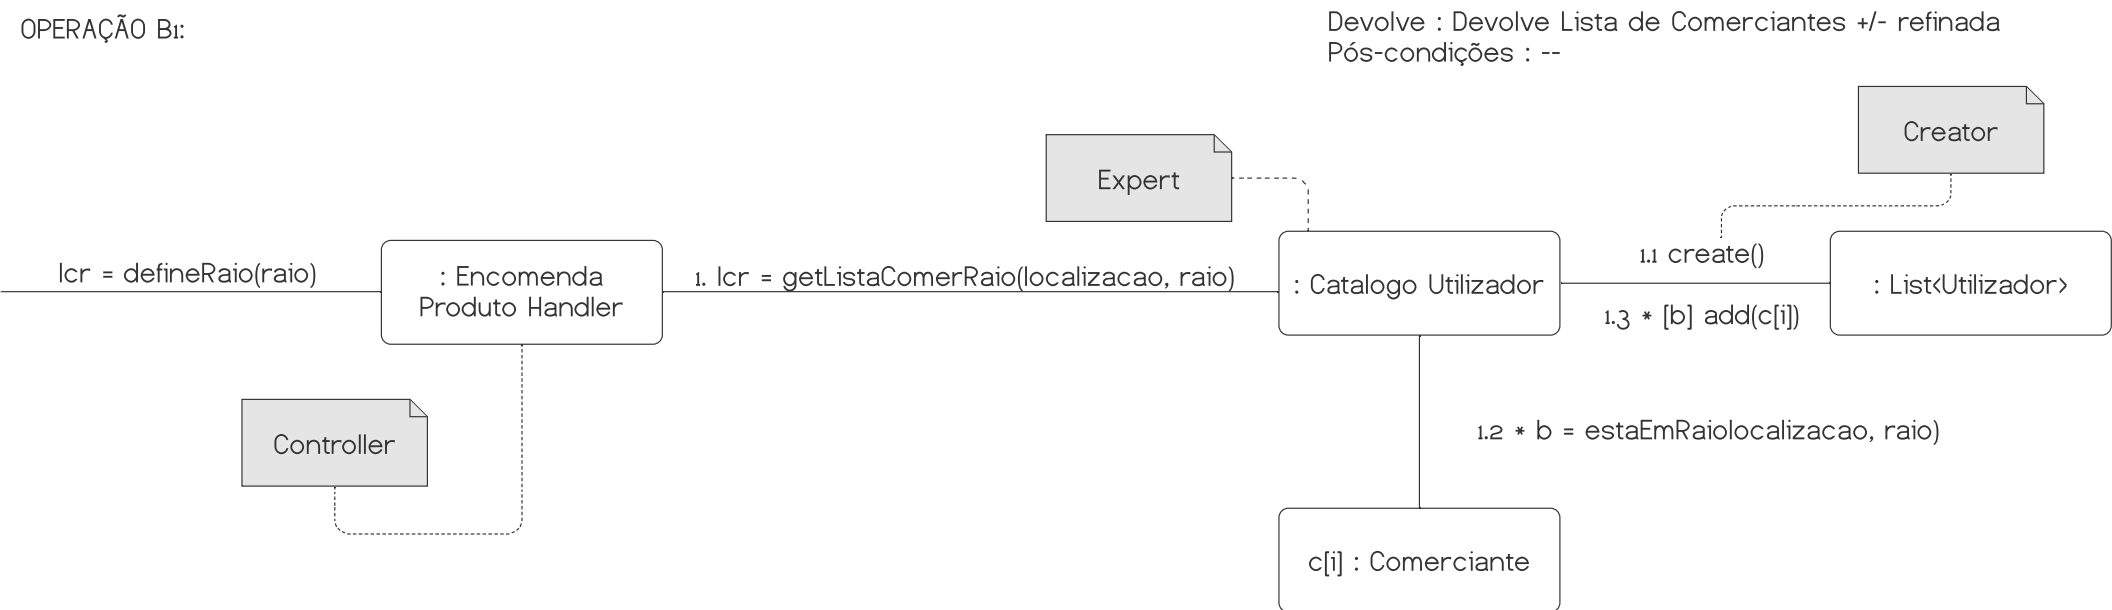 OPERAÇÃO B1:
Devolve : Devolve Lista de Comerciantes +/- refinada
Pós-condições : --
Creator
Expert
lcr = defineRaio(raio)
: Encomenda
Produto Handler
1. lcr = getListaComerRaio(localizacao, raio)
: Catalogo Utilizador
1.1 create()
1.3 * [b] add(c[i])
: List<Utilizador>
Controller
1.2 * b = estaEmRaiolocalizacao, raio)
c[i] : Comerciante